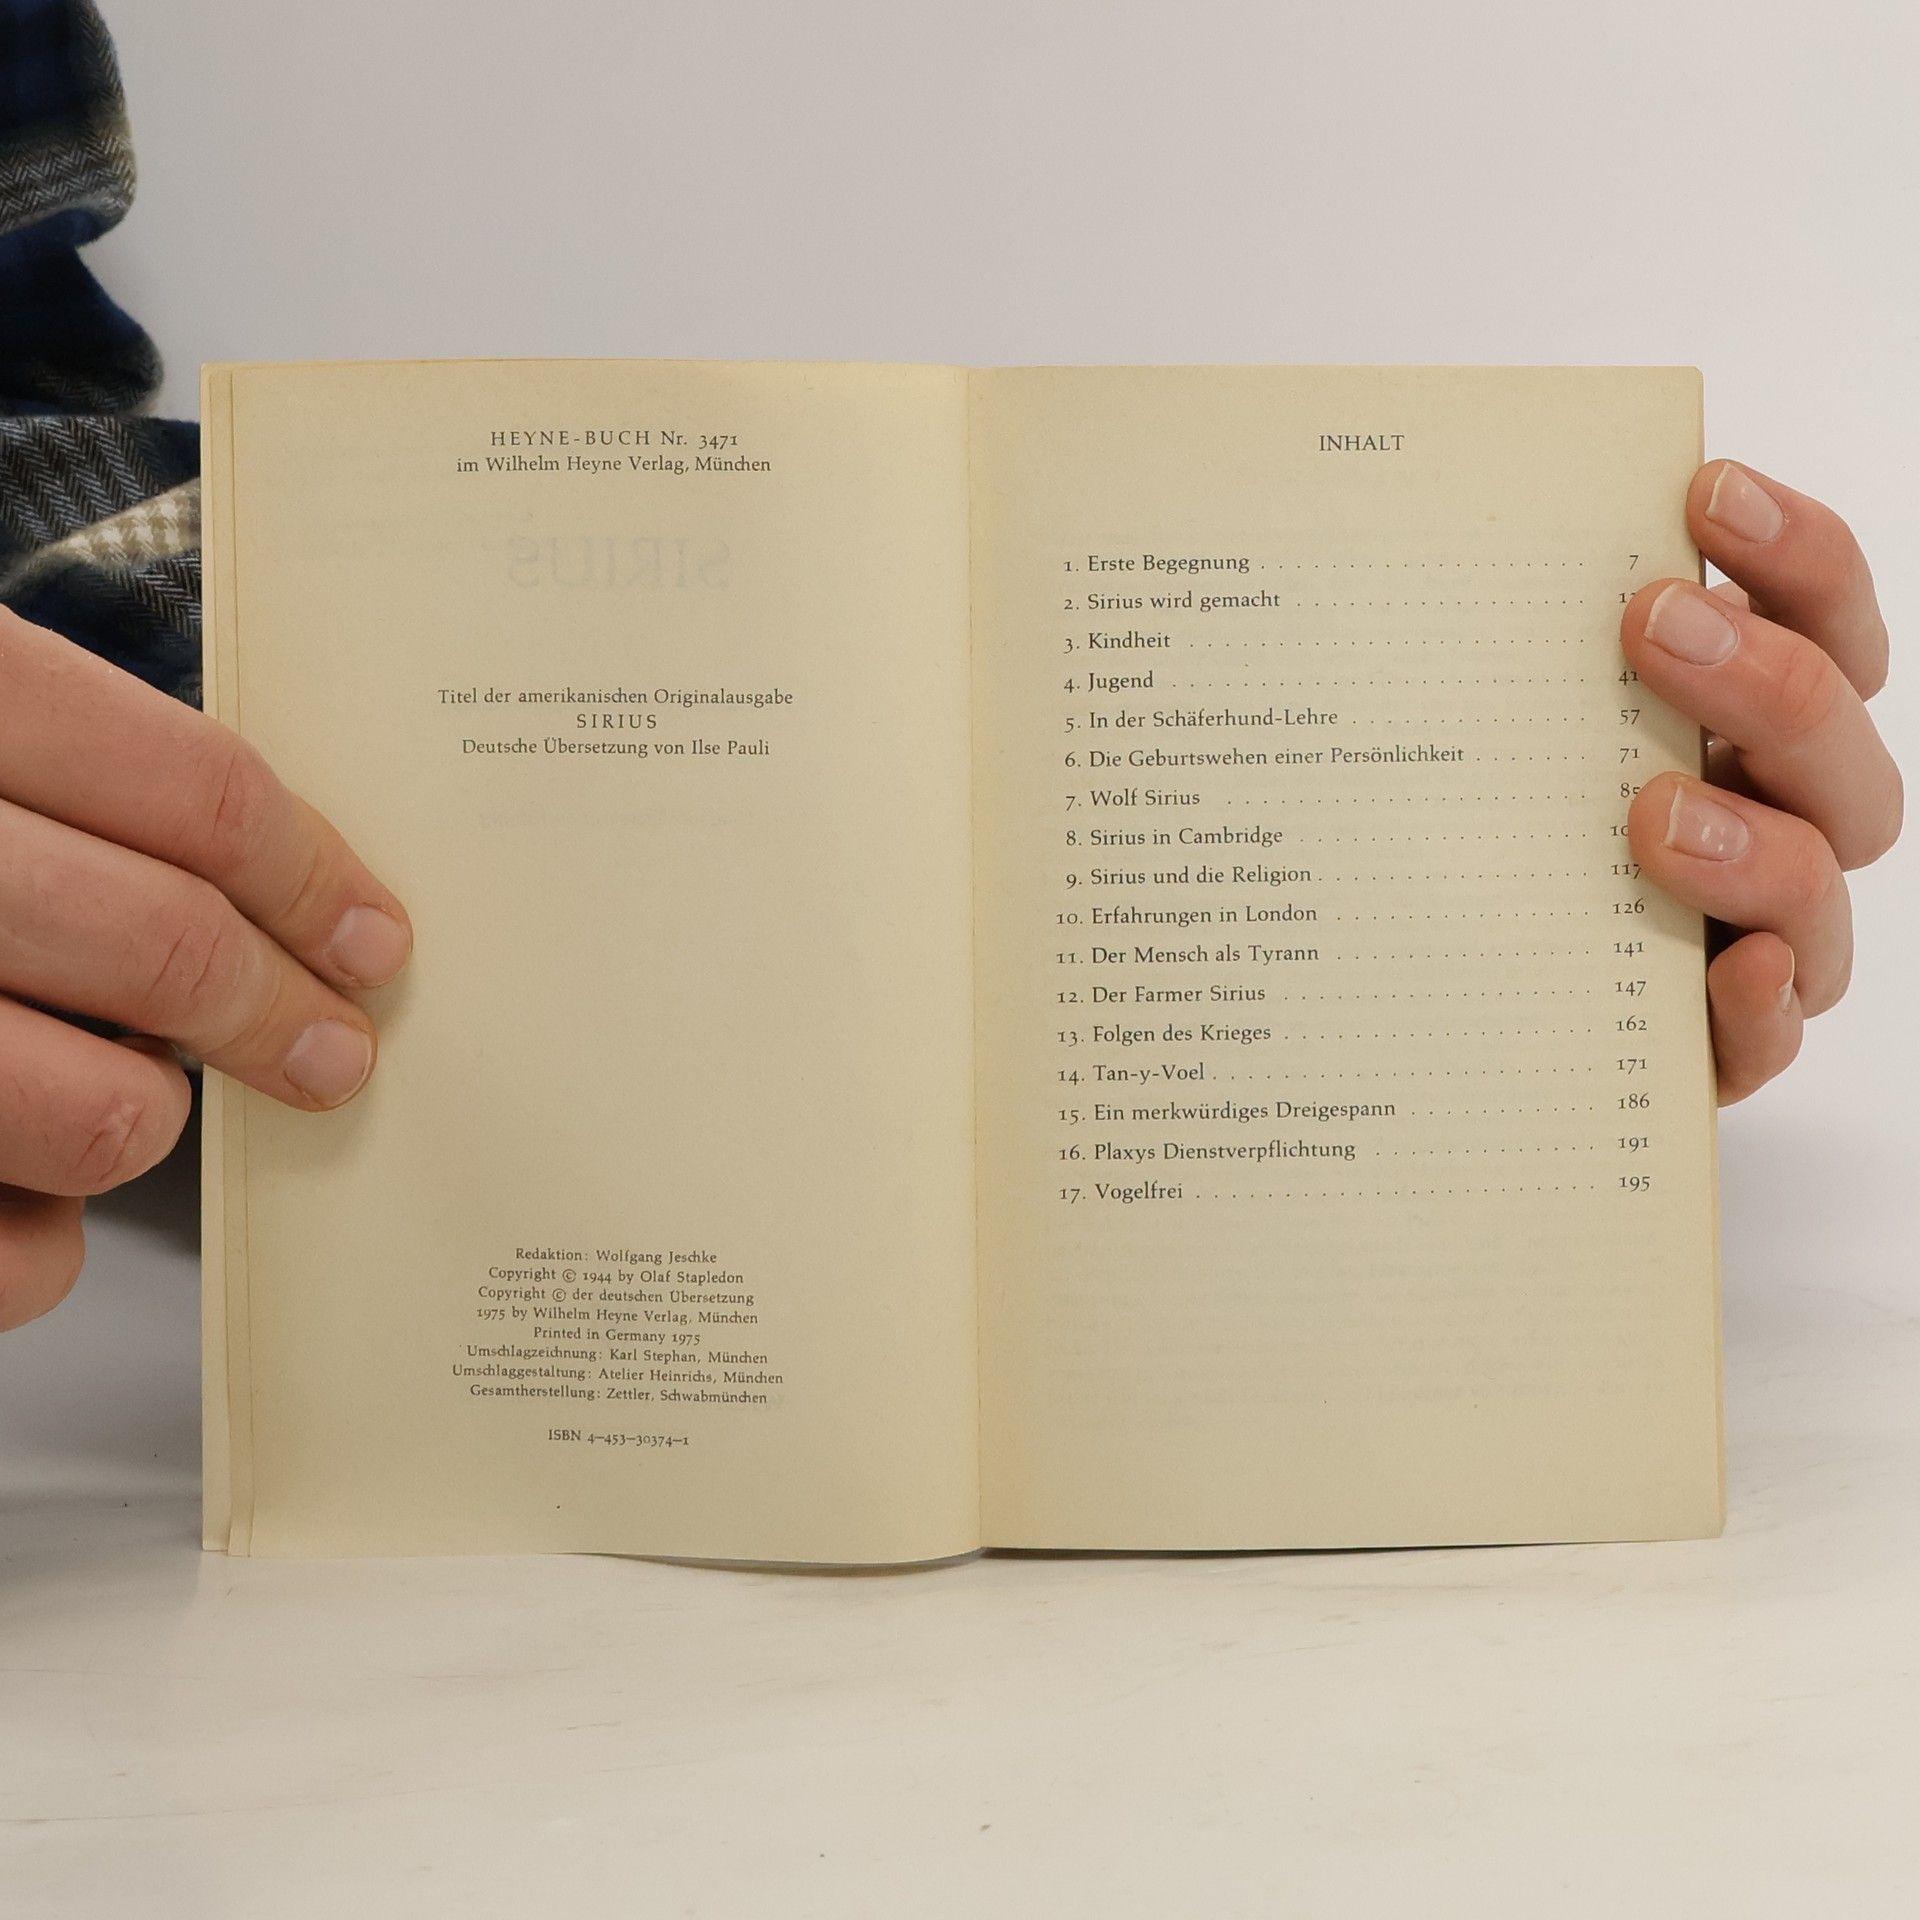 HEYNE-BUCH Nr. 3471
im Wilhelm Heyne Verlag, München
Titel der amerikanischen Originalausgabe
SIRIUS
Deutsche Übersetzung von Ilse Pauli
Redaktion: Wolfgang Jeschke
Copyright © 1944 by Olaf Stapledon
Copyright © der deutschen Übersetzung
1975 by Wilhelm Heyne Verlag, München
Printed in Germany 1975
Umschlagzeichnung: Karl Stephan, München
Umschlaggestaltung: Atelier Heinrichs, München
Gesamtherstellung: Zettler, Schwabmünchen
ISBN 4–453–30374–1
INHALT
1. Erste Begegnung . . . . . . . . . . . . . . . . . . . 7
2. Sirius wird gemacht . . . . . . . . . . . . . . . . .
3. Kindheit . . . . . . . . . . . . . . . . . . . . . . .
4. Jugend . . . . . . . . . . . . . . . . . . . . . . . . 41
5. In der Schäferhund-Lehre . . . . . . . . . . . . . . 57
6. Die Geburtswehen einer Persönlichkeit . . . . . . . 71
7. Wolf Sirius . . . . . . . . . . . . . . . . . . . . . 85
8. Sirius in Cambridge . . . . . . . . . . . . . . . . .
9. Sirius und die Religion . . . . . . . . . . . . . . . . 117
10. Erfahrungen in London . . . . . . . . . . . . . . . 126
11. Der Mensch als Tyrann . . . . . . . . . . . . . . . 141
12. Der Farmer Sirius . . . . . . . . . . . . . . . . . . 147
13. Folgen des Krieges . . . . . . . . . . . . . . . . . . 162
14. Tan-y-Voel . . . . . . . . . . . . . . . . . . . . . . 171
15. Ein merkwürdiges Dreigespann . . . . . . . . . . . 186
16. Plaxys Dienstverpflichtung . . . . . . . . . . . . . 191
17. Vogelfrei . . . . . . . . . . . . . . . . . . . . . . . 195